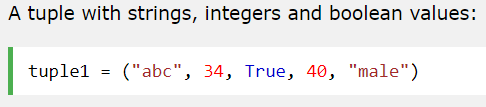 A tuple with strings, integers and boolean values:
tuple1 = ("abc", 34, True, 40, "male")